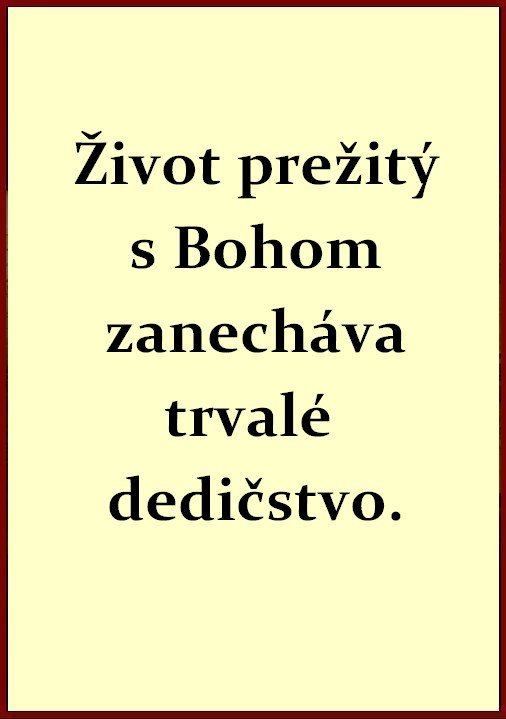 Život prežitý
s Bohom
zanecháva
trvalé
dedičstvo.